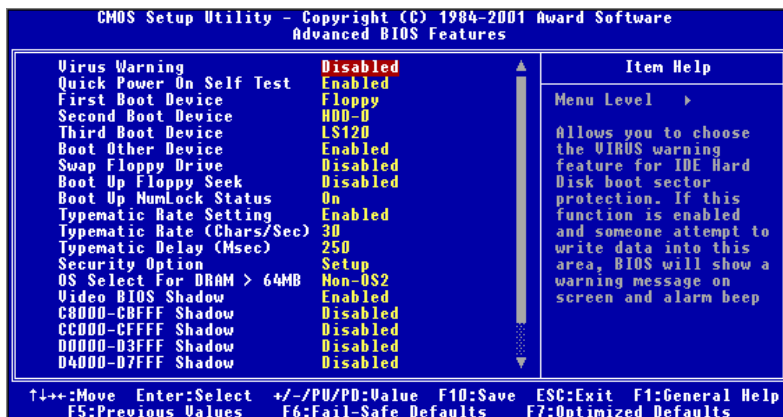 CMOS Setup Utility - Copyright (C) 1984-2001 Award Software
Advanced BIOS Features
Virus Warning Disabled
Quick Power On Self Test Enabled
First Boot Device Floppy
Second Boot Device HDD-0
Third Boot Device LS120
Boot Other Device Enabled
Swap Floppy Drive Disabled
Boot Up Floppy Seek Disabled
Boot Up NumLock Status On
Typematic Rate Setting Enabled
Typematic Rate (Chars/Sec) 30
Typematic Delay (Msec) 250
Security Option Setup
OS Select For DRAM > 64MB Non-OS2
Video BIOS Shadow Enabled
C8000-CBFFF Shadow Disabled
CC000-CFFFF Shadow Disabled
D0000-D3FFF Shadow Disabled
D4000-D7FFF Shadow Disabled
Item Help
Menu Level ▸
Allows you to choose
the VIRUS warning
feature for IDE Hard
Disk boot sector
protection. If this
function is enabled
and someone attempt to
write data into this
area, BIOS will show a
warning message on
screen and alarm beep
↑↓→←:Move Enter:Select +/-/PU/PD:Value F10:Save ESC:Exit F1:General Help
F5:Previous Values F6:Fail-Safe Defaults F7:Optimized Defaults